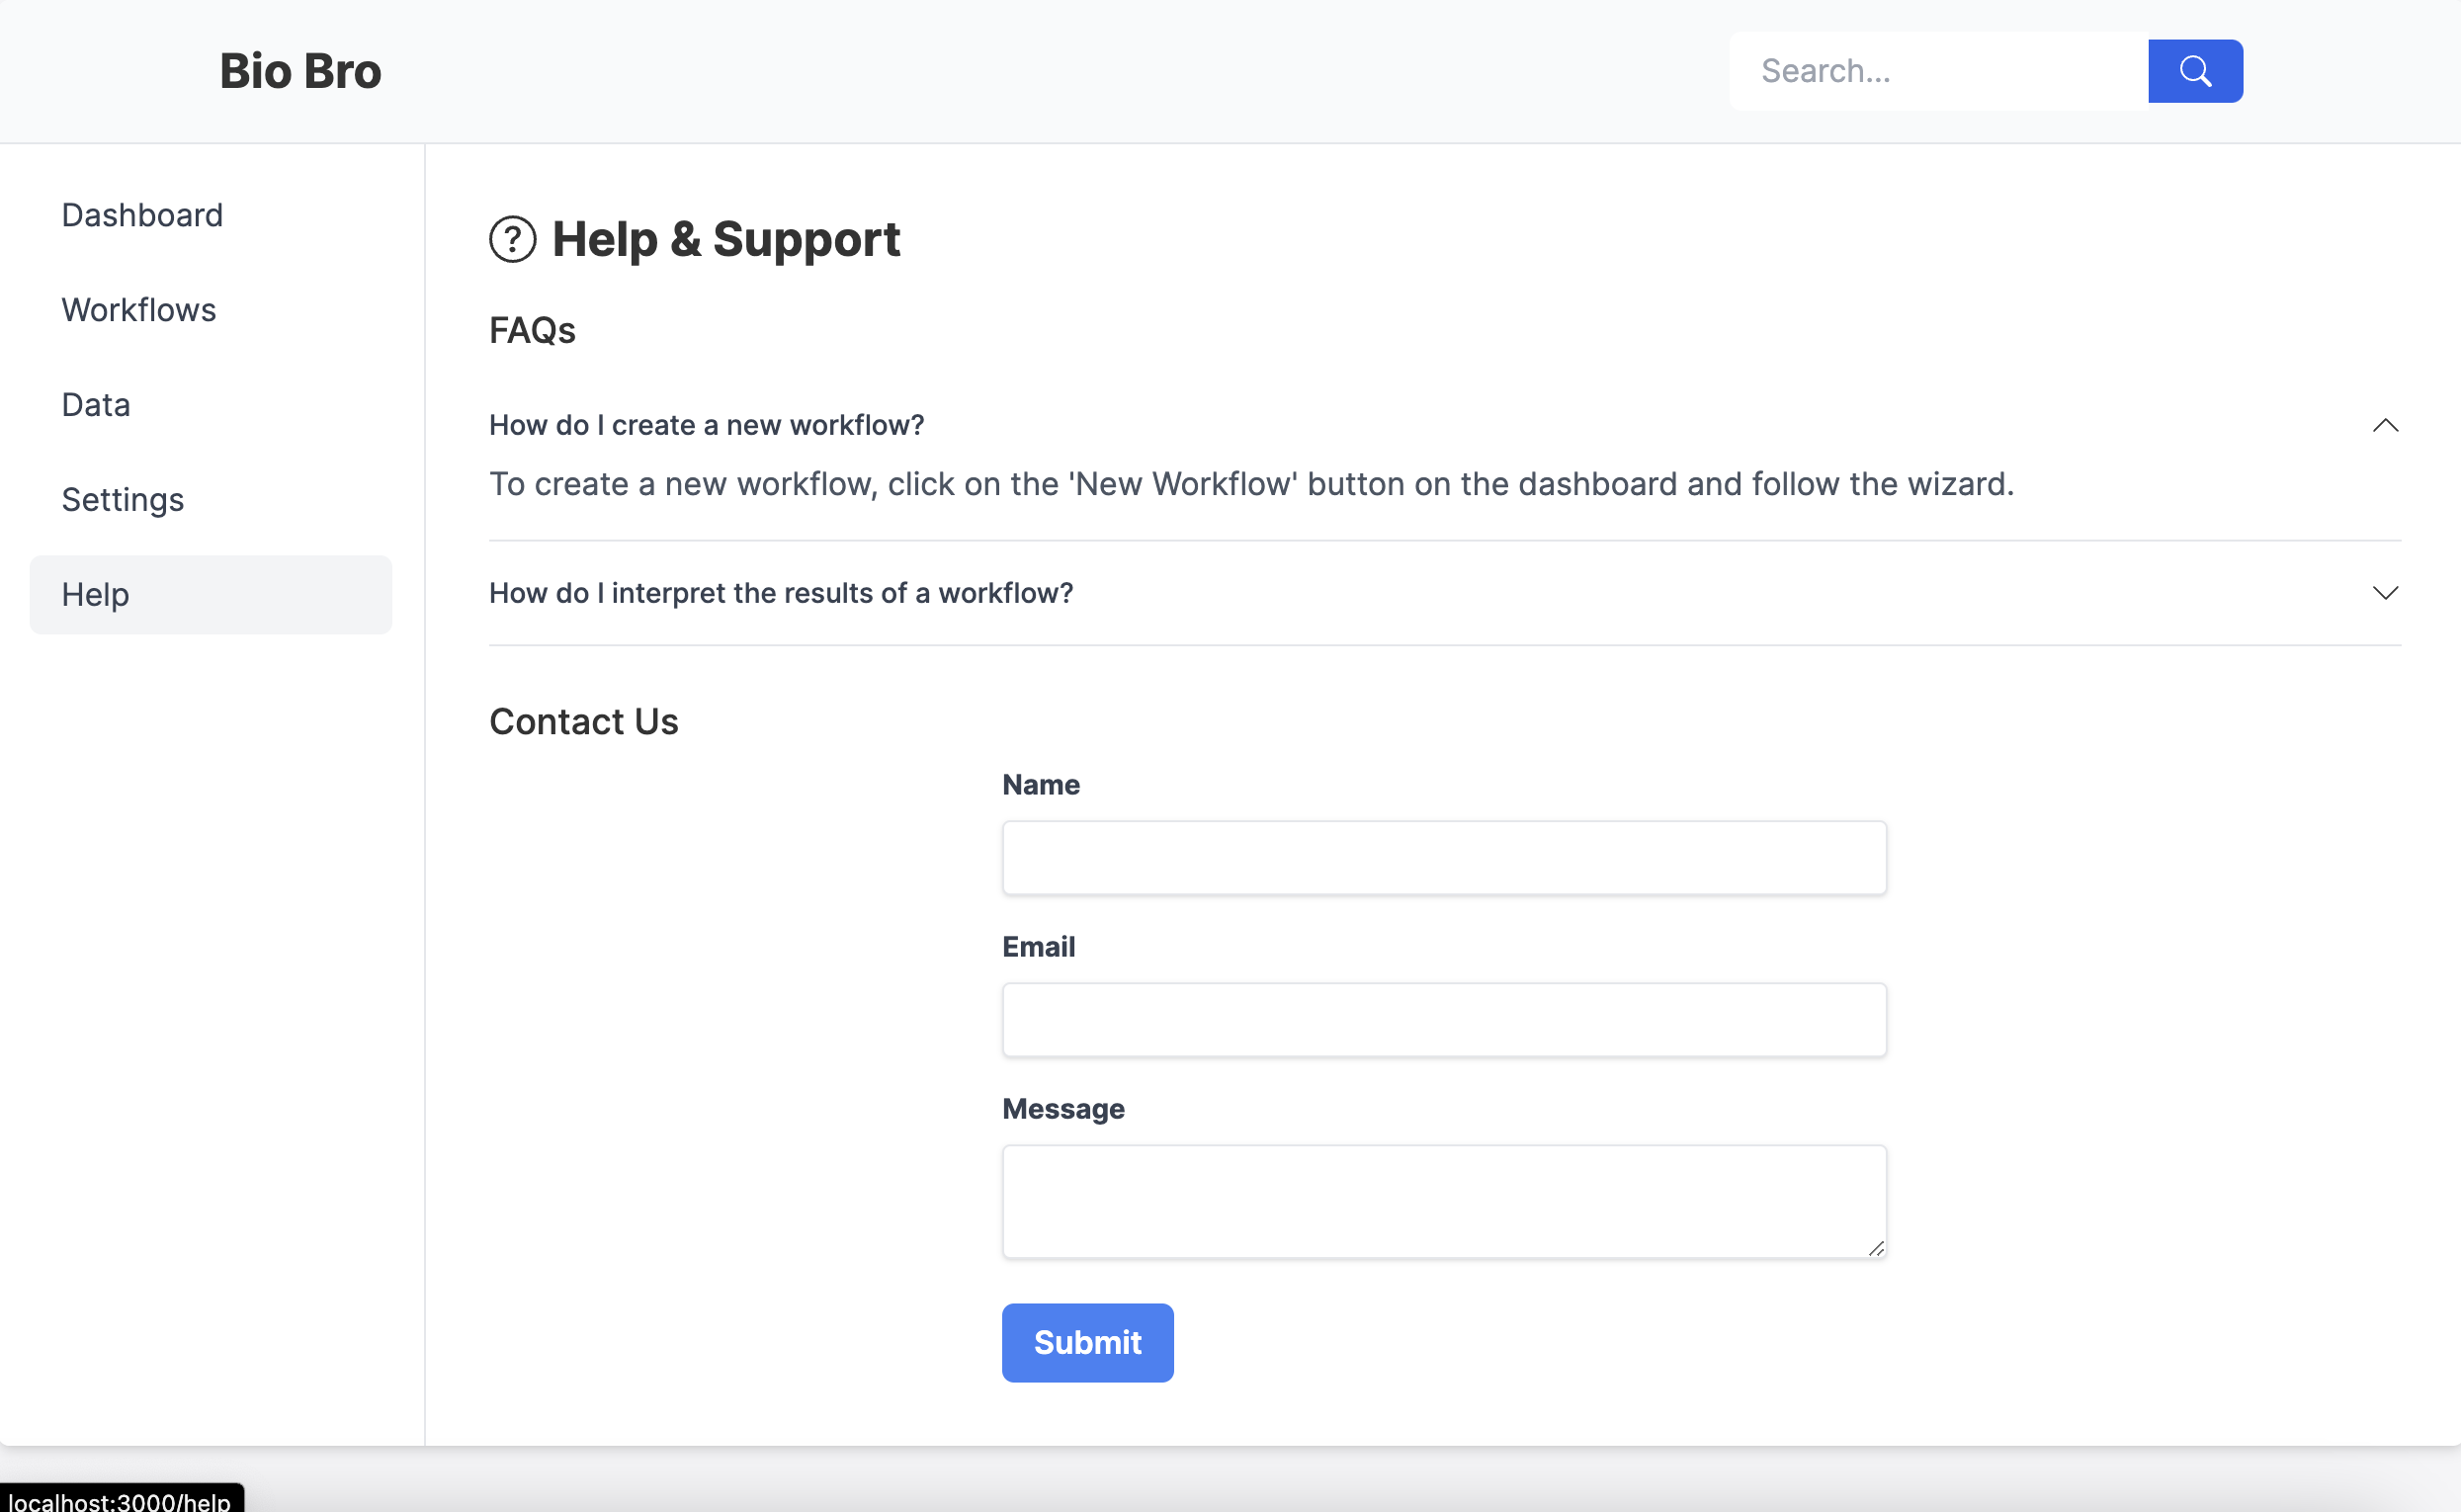 Bio Bro
Search...
Dashboard
Workflows
Data
Settings
Help
Help & Support
FAQs
How do I create a new workflow?
To create a new workflow, click on the 'New Workflow' button on the dashboard and follow the wizard.
How do I interpret the results of a workflow?
Contact Us
Name
Email
Message
Submit
localhost:3000/help